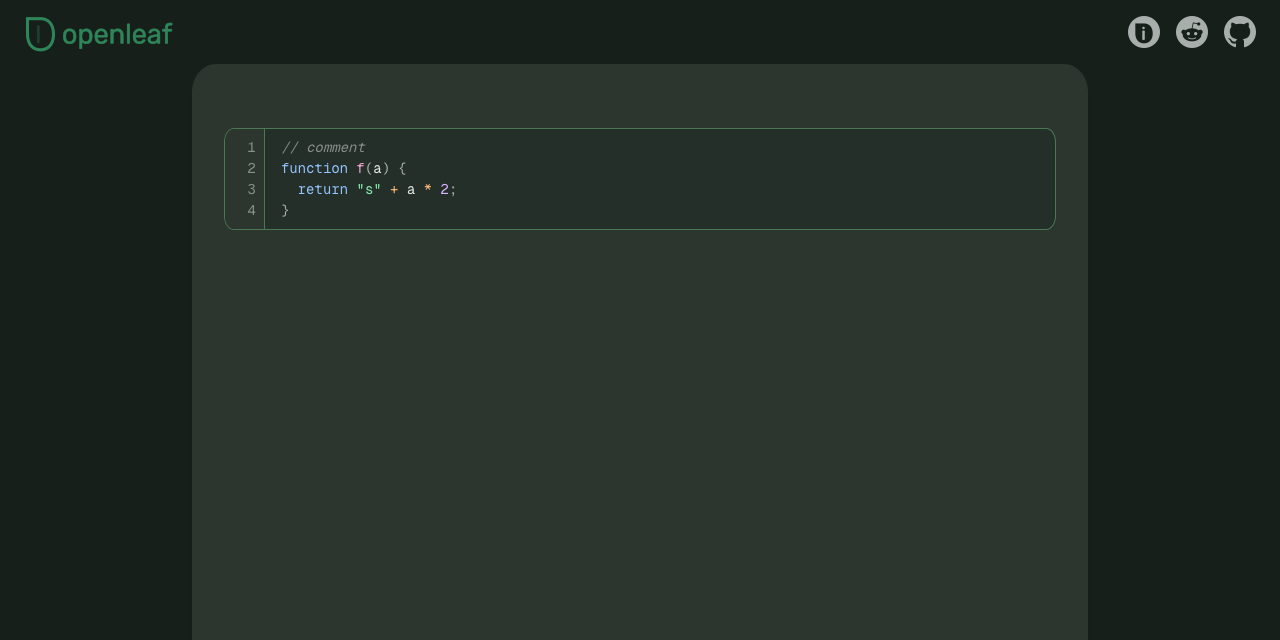 openleaf
1 // comment
2 function f(a) {
3   return "s" + a * 2;
4 }